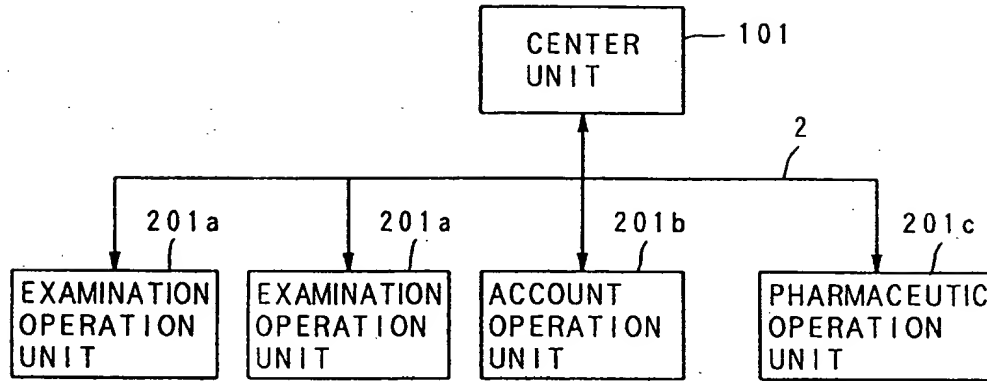 CENTER
UNIT
101
2
201a
201a
201b
201c
EXAMINATION
OPERATION
UNIT
EXAMINATION
OPERATION
UNIT
ACCOUNT
OPERATION
UNIT
PHARMACEUTIC
OPERATION
UNIT